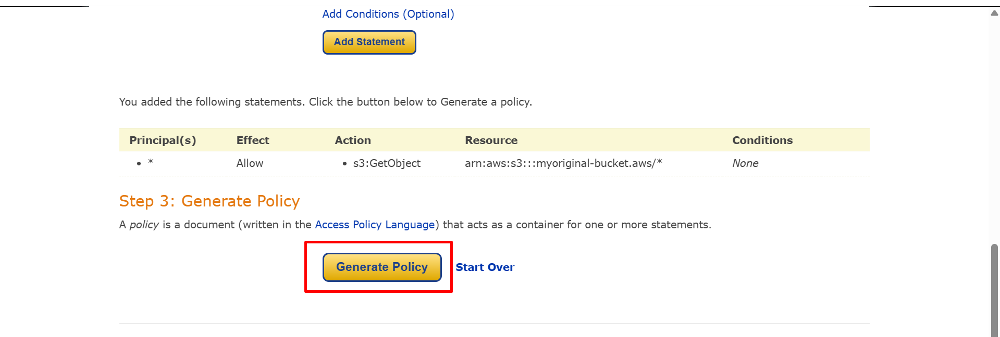 Add Conditions (Optional)
Add Statement
You added the following statements. Click the button below to Generate a policy.
Principal(s) Effect Action Resource Conditions
• * Allow • s3:GetObject arn:aws:s3:::myoriginal-bucket.aws/* None
Step 3: Generate Policy
A policy is a document (written in the Access Policy Language) that acts as a container for one or more statements.
Generate Policy Start Over